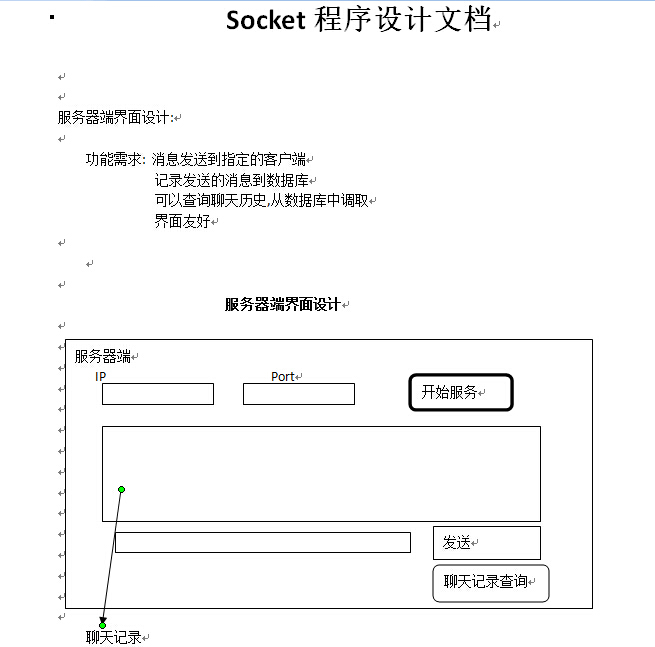 Socket 程序设计文档
服务器端界面设计:
功能需求: 消息发送到指定的客户端
记录发送的消息到数据库
可以查询聊天历史,从数据库中调取
界面友好
服务器端界面设计
服务器端
IP Port
开始服务
发送
聊天记录查询
聊天记录